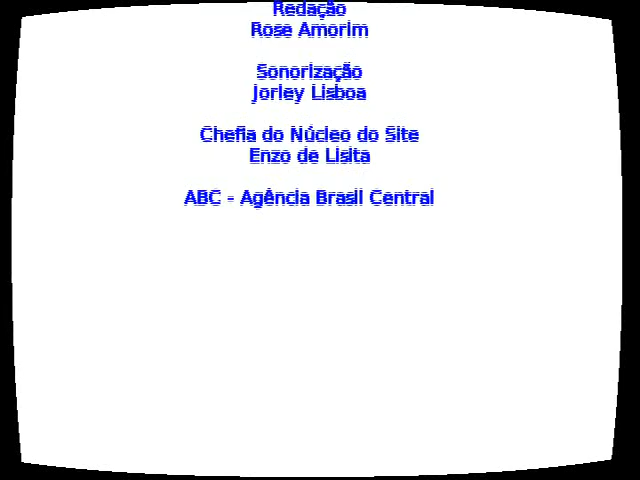 Redação
Rose Amorim
Sonorização
Jorley Lisboa
Chefia do Núcleo do Site
Enzo de Lisita
ABC - Agência Brasil Central